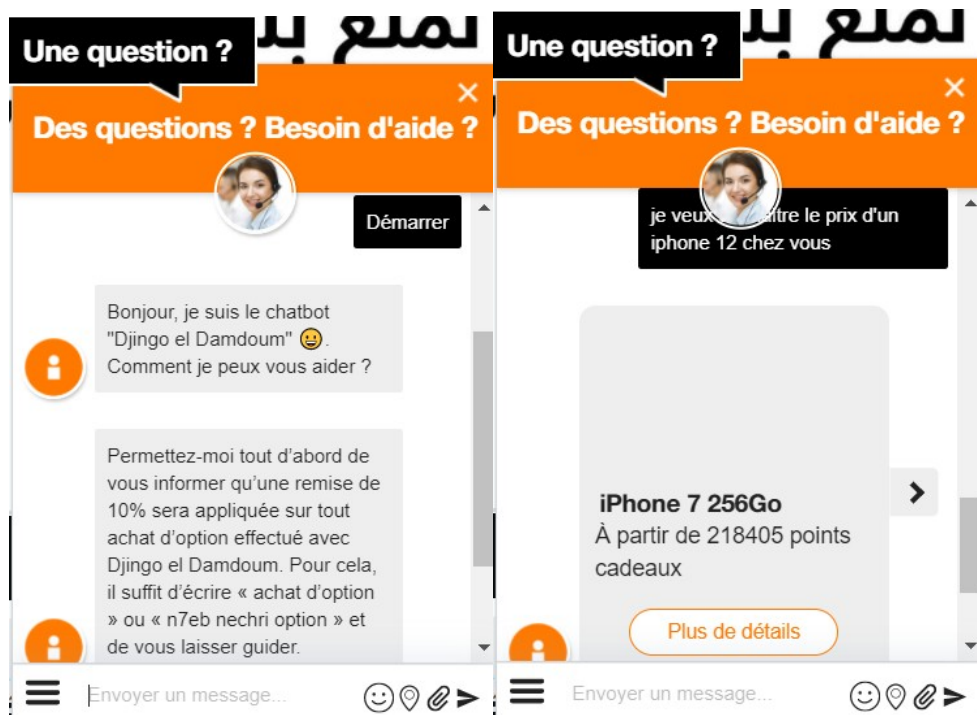 تمتع بـ
Une question ?
Des questions ? Besoin d'aide ?
Démarrer
Bonjour, je suis le chatbot
"Djingo el Damdoum" 😀.
Comment je peux vous aider ?
Permettez-moi tout d'abord de
vous informer qu'une remise de
10% sera appliquée sur tout
achat d'option effectué avec
Djingo el Damdoum. Pour cela,
il suffit d'écrire « achat d'option
» ou « n7eb nechri option » et
de vous laisser guider.
Envoyer un message...
تمتع بـ
Une question ?
Des questions ? Besoin d'aide ?
je veux le prix d'un
iphone 12 chez vous
iPhone 7 256Go
À partir de 218405 points
cadeaux
Plus de détails
Envoyer un message...